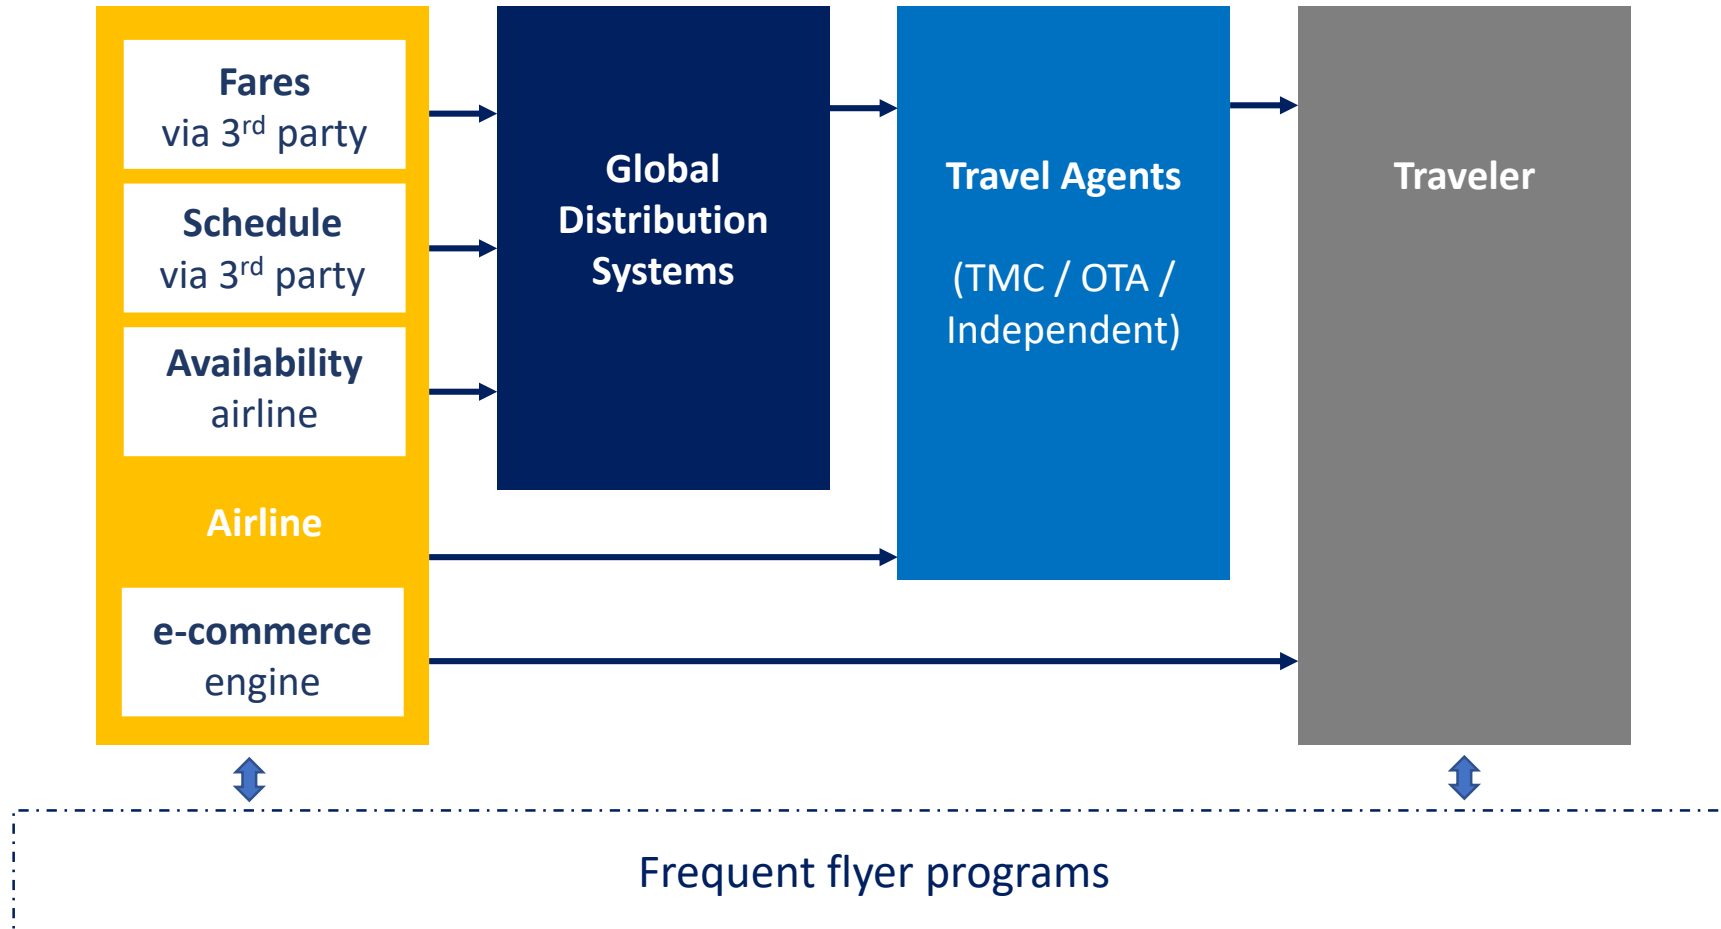 Fares
via 3rd party
Schedule
via 3rd party
Availability
airline
Airline
e-commerce
engine
Global
Distribution
Systems
Travel Agents
(TMC / OTA /
Independent)
Traveler
Frequent flyer programs